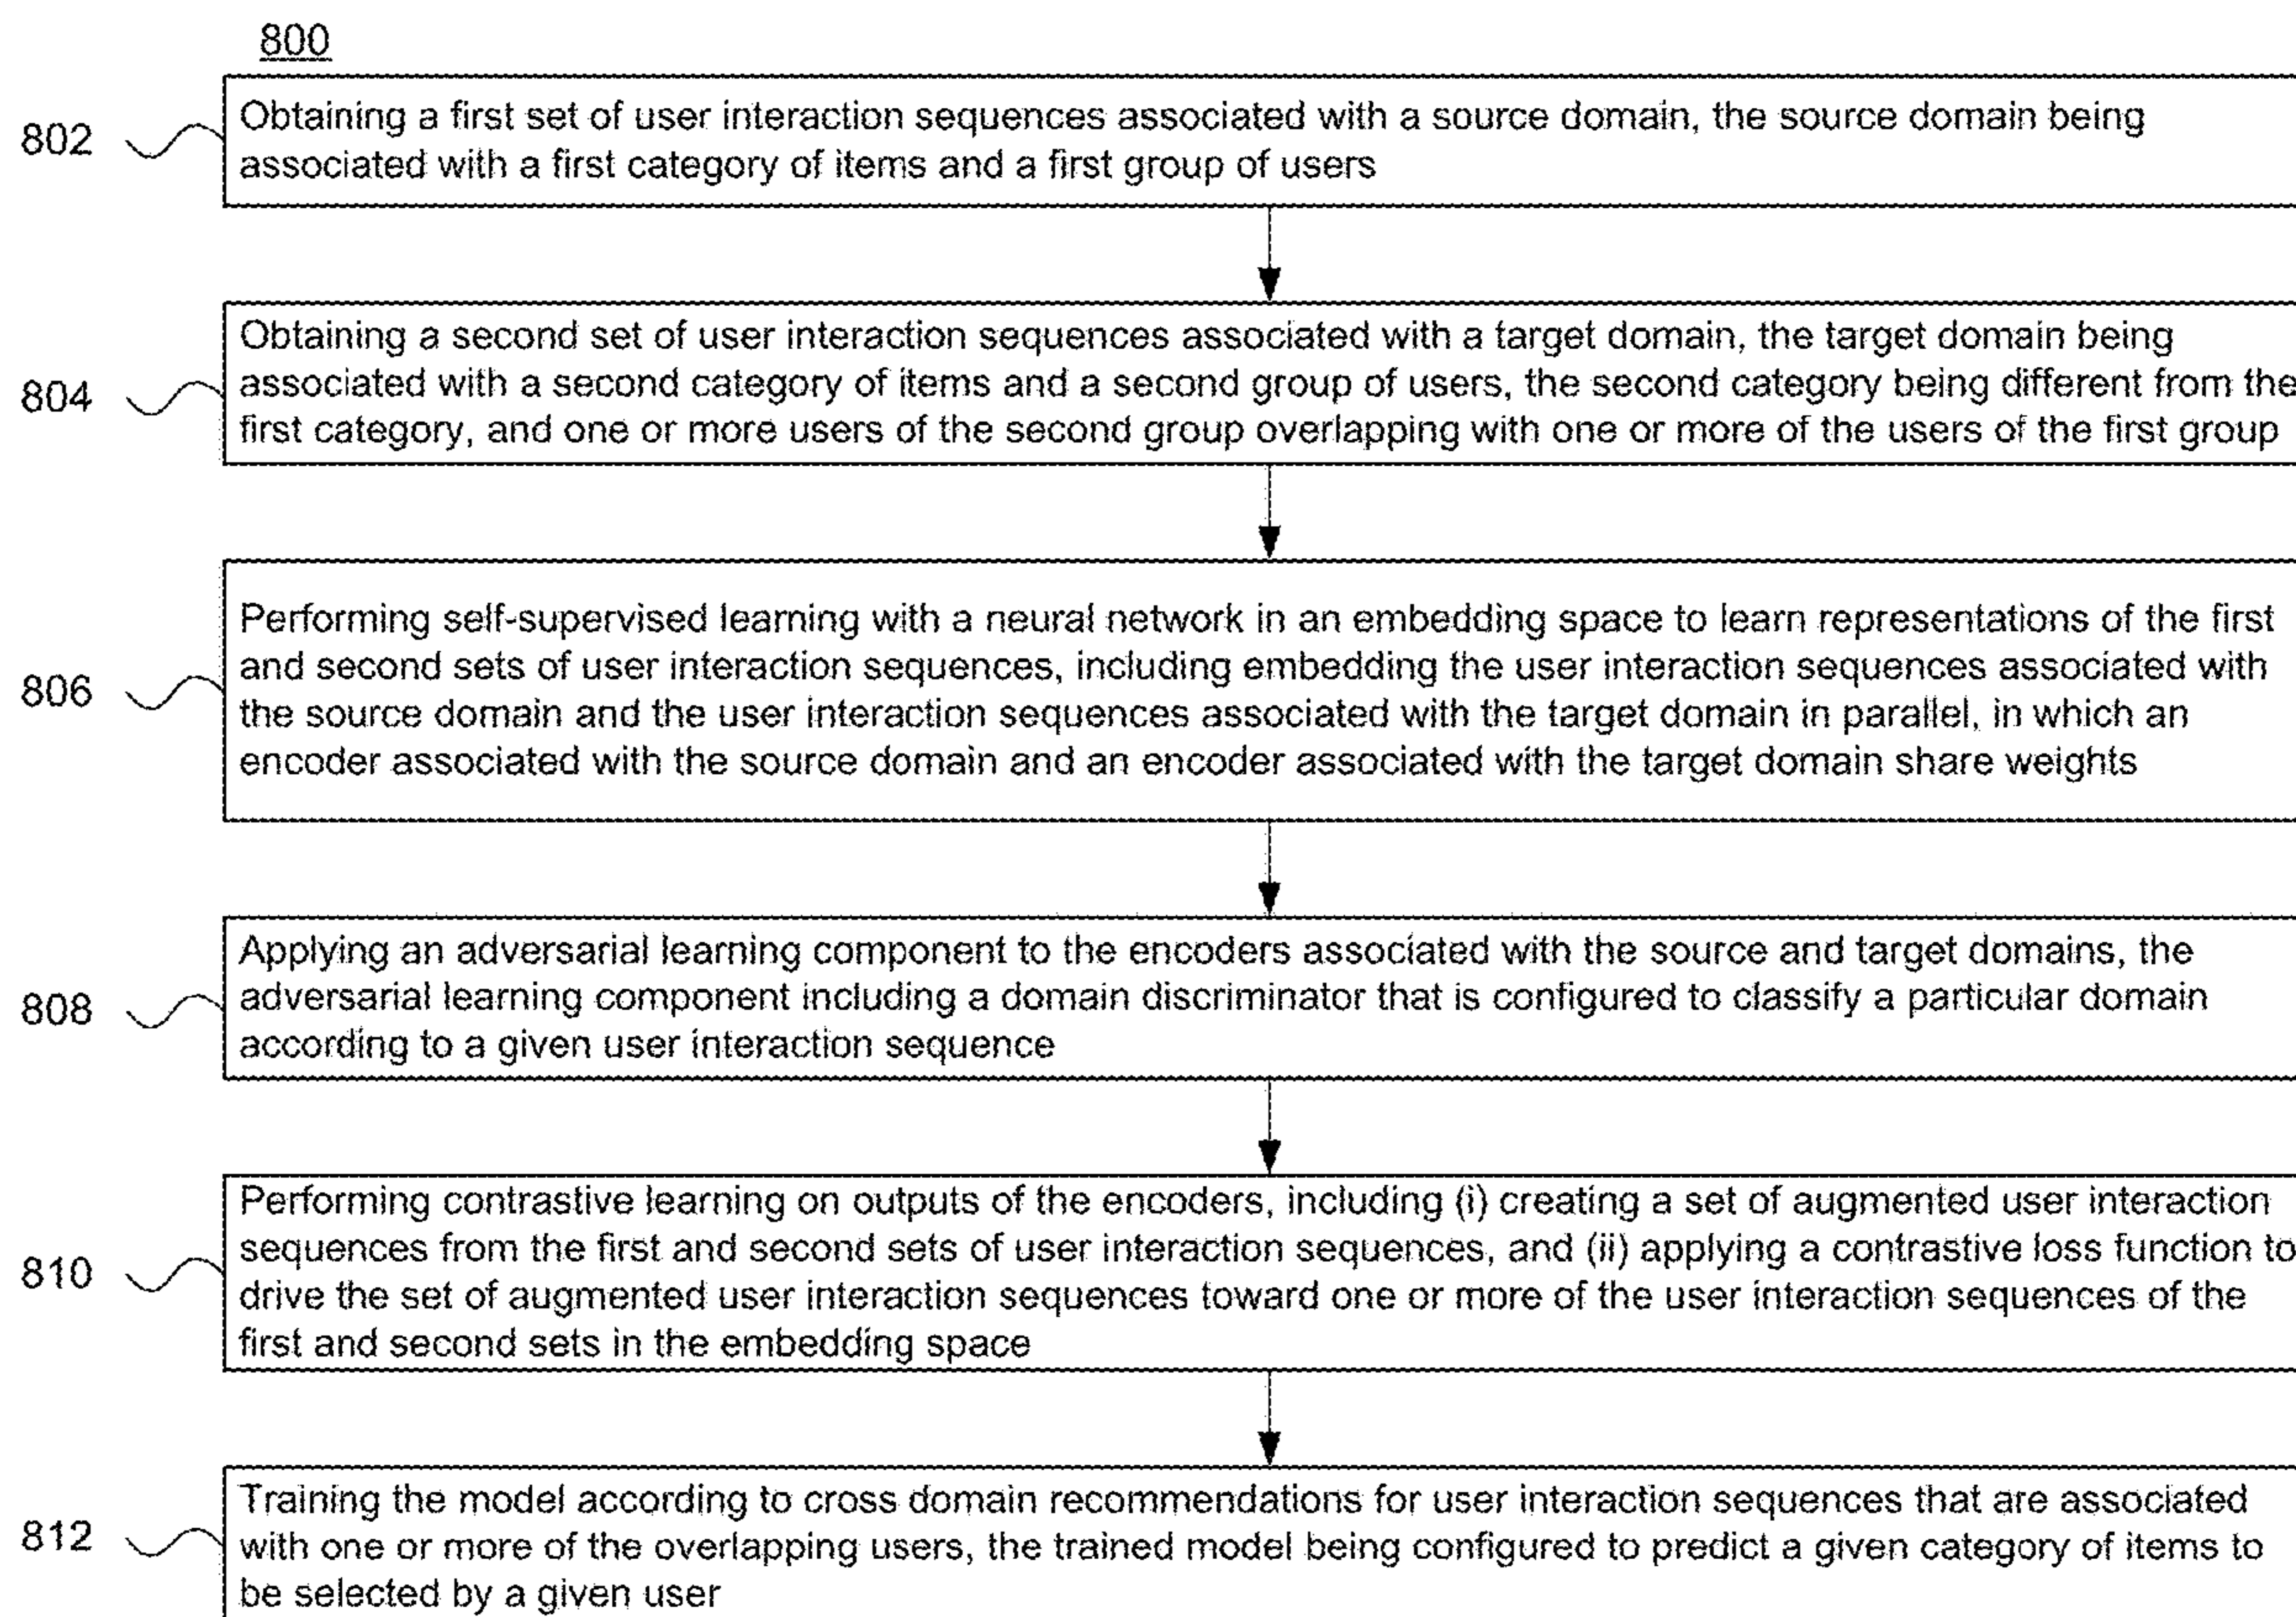 800
802
Obtaining a first set of user interaction sequences associated with a source domain, the source domain being
associated with a first category of items and a first group of users
804
Obtaining a second set of user interaction sequences associated with a target domain, the target domain being
associated with a second category of items and a second group of users, the second category being different from the
first category, and one or more users of the second group overlapping with one or more of the users of the first group
806
Performing self-supervised learning with a neural network in an embedding space to learn representations of the first
and second sets of user interaction sequences, including embedding the user interaction sequences associated with
the source domain and the user interaction sequences associated with the target domain in parallel, in which an
encoder associated with the source domain and an encoder associated with the target domain share weights
808
Applying an adversarial learning component to the encoders associated with the source and target domains, the
adversarial learning component including a domain discriminator that is configured to classify a particular domain
according to a given user interaction sequence
810
Performing contrastive learning on outputs of the encoders, including (i) creating a set of augmented user interaction
sequences from the first and second sets of user interaction sequences, and (ii) applying a contrastive loss function to
drive the set of augmented user interaction sequences toward one or more of the user interaction sequences of the
first and second sets in the embedding space
812
Training the model according to cross domain recommendations for user interaction sequences that are associated
with one or more of the overlapping users, the trained model being configured to predict a given category of items to
be selected by a given user